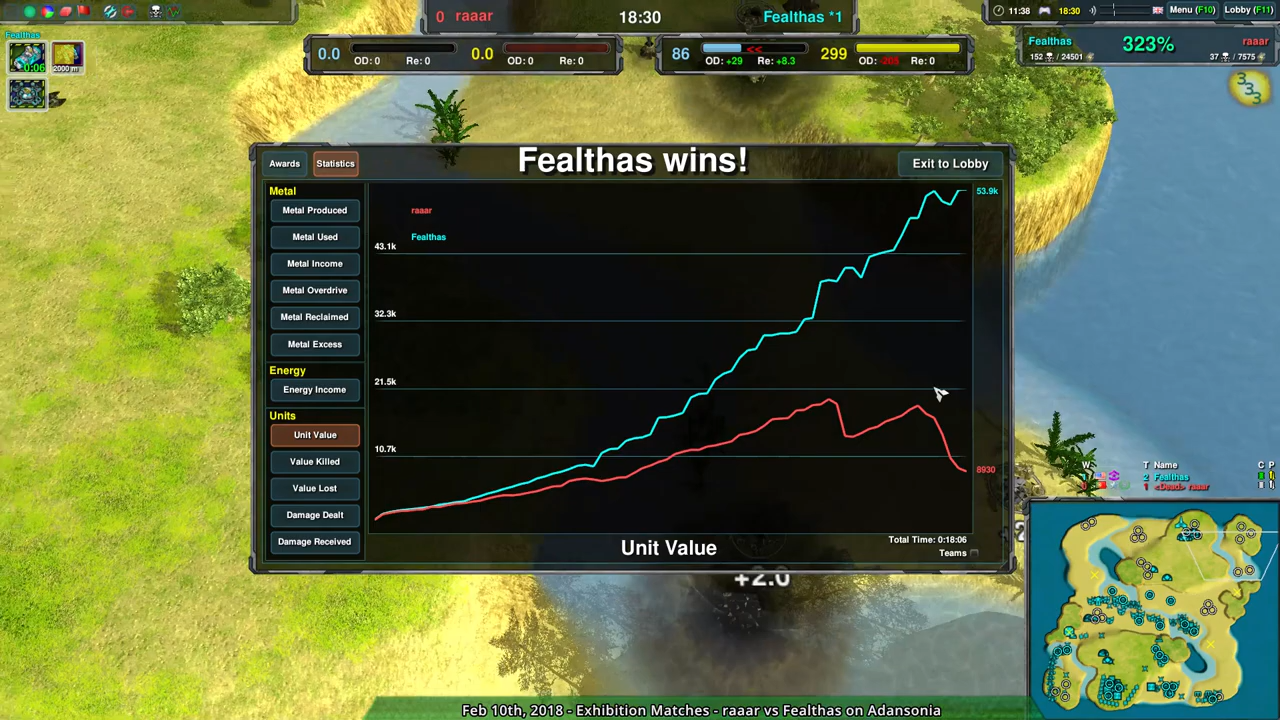 0 raaar
18:30
Fealthas *1
11:38
18:30
Menu (F10)
Lobby (F11)
Fealthas
0:06
2000 m
0.0
OD: 0
Re: 0
0.0
OD: 0
Re: 0
86
OD: +29
Re: +8.3
299
OD: -205
Re: 0
Fealthas
323%
raaar
152 / 24501
37 / 7575
333
Awards
Statistics
Fealthas wins!
Exit to Lobby
Metal
Metal Produced
Metal Used
Metal Income
Metal Overdrive
Metal Reclaimed
Metal Excess
Energy
Energy Income
Units
Unit Value
Value Killed
Value Lost
Damage Dealt
Damage Received
raaar
Fealthas
53.9k
43.1k
32.3k
21.5k
10.7k
8930
Unit Value
Total Time: 0:18:06
Teams
+2.0
W
T Name
C P
2 Fealthas
1 <Dead> raaar
Feb 10th, 2018 - Exhibition Matches - raaar vs Fealthas on Adansonia